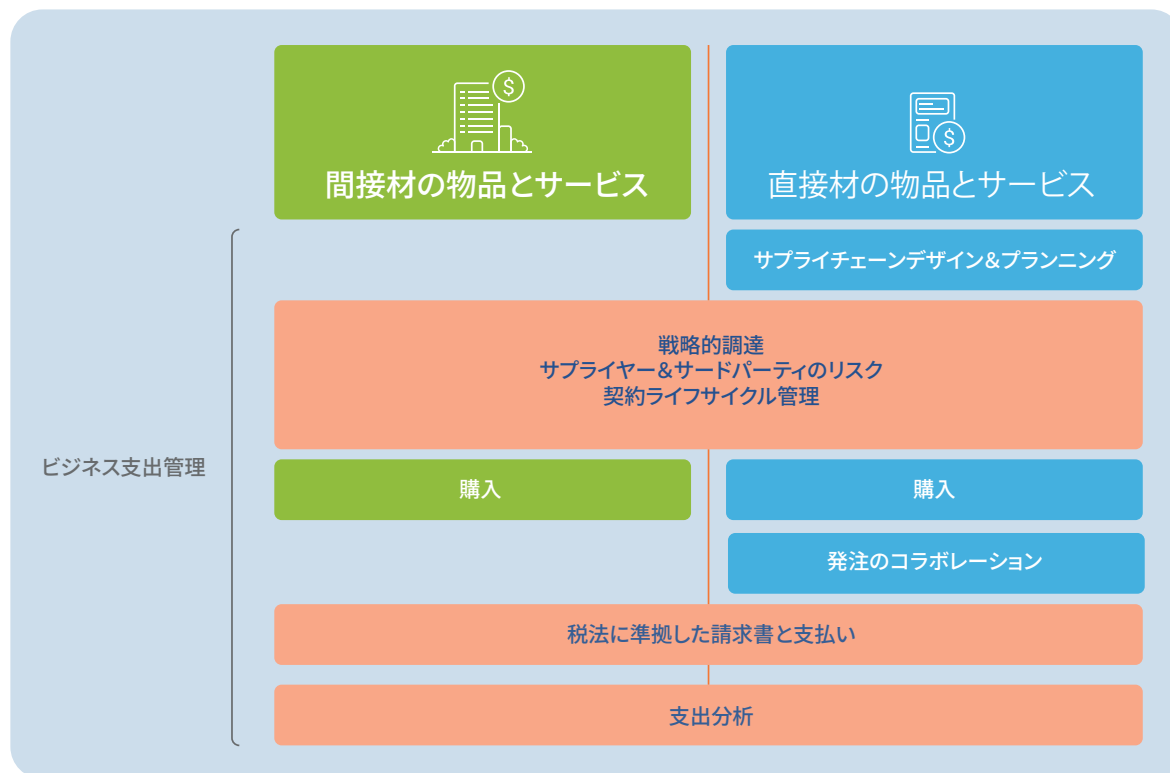 $
$
間接材の物品とサービス
直接材の物品とサービス
サプライチェーンデザイン&プランニング
戦略的調達
サプライヤー&サードパーティのリスク
契約ライフサイクル管理
ビジネス支出管理
購入
購入
発注のコラボレーション
税法に準拠した請求書と支払い
支出分析